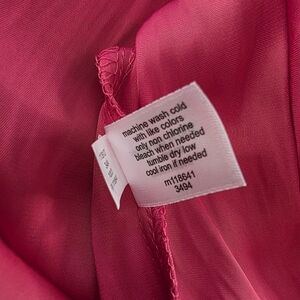 machine wash cold
with like colors
only non chlorine
bleach when needed
tumble dry low
cool iron if needed
m118641
3494